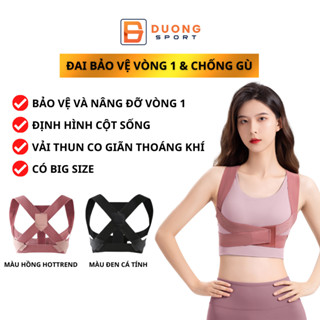 DUONG
SPORT
ĐAI BẢO VỆ VÒNG 1 & CHỐNG GÙ
BẢO VỆ VÀ NÂNG ĐỠ VÒNG 1
ĐỊNH HÌNH CỘT SỐNG
VẢI THUN CO GIÃN THOÁNG KHÍ
CÓ BIG SIZE
MÀU HỒNG HOTTREND
MÀU ĐEN CÁ TÍNH